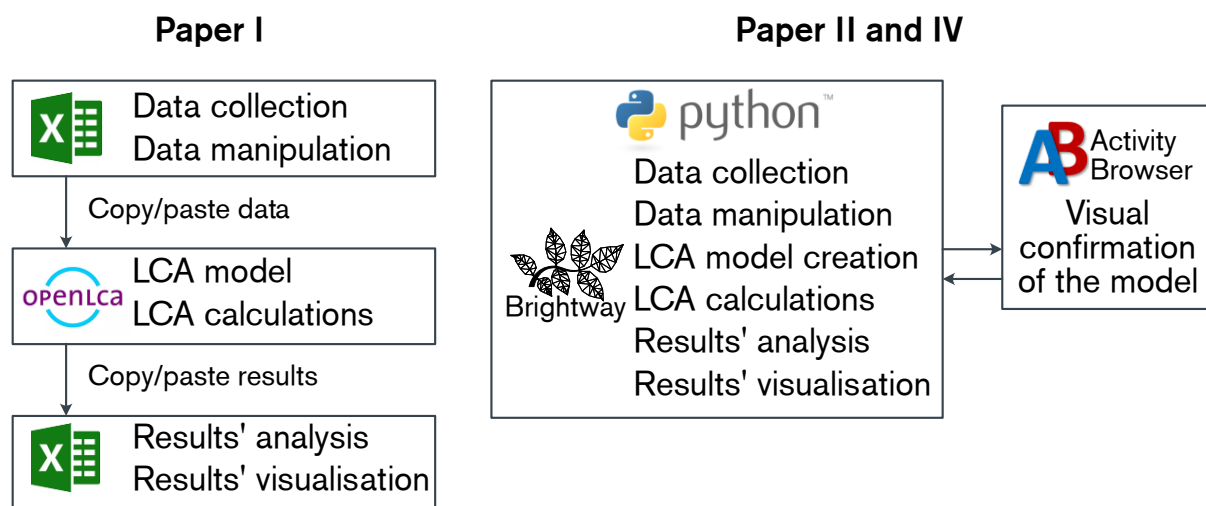 Paper I
X
Data collection
Data manipulation
Copy/paste data
openLca
LCA model
LCA calculations
Copy/paste results
X
Results' analysis
Results' visualisation
Paper II and IV
python™
Data collection
Data manipulation
LCA model creation
LCA calculations
Results' analysis
Results' visualisation
Brightway
AB
Activity
Browser
Visual
confirmation
of the model